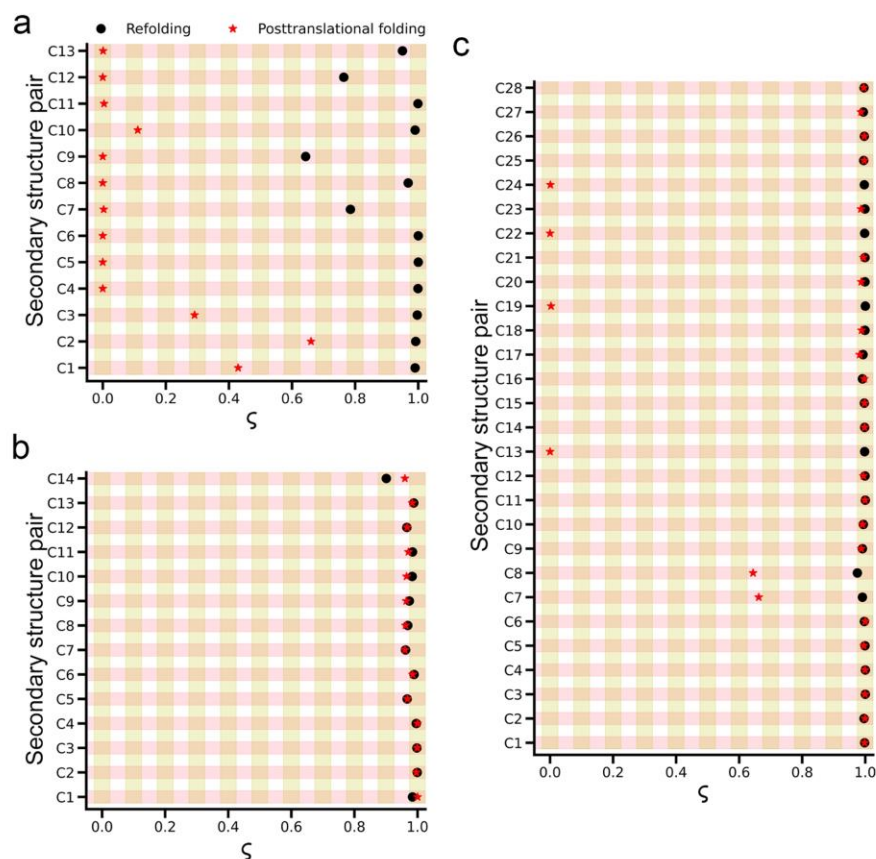 a
Refolding
Posttranslational folding
Secondary structure pair
C13
C12
C11
C10
C9
C8
C7
C6
C5
C4
C3
C2
C1
0.0 0.2 0.4 0.6 0.8 1.0
ς
b
Secondary structure pair
C14
C13
C12
C11
C10
C9
C8
C7
C6
C5
C4
C3
C2
C1
0.0 0.2 0.4 0.6 0.8 1.0
ς
c
Secondary structure pair
C28
C27
C26
C25
C24
C23
C22
C21
C20
C19
C18
C17
C16
C15
C14
C13
C12
C11
C10
C9
C8
C7
C6
C5
C4
C3
C2
C1
0.0 0.2 0.4 0.6 0.8 1.0
ς